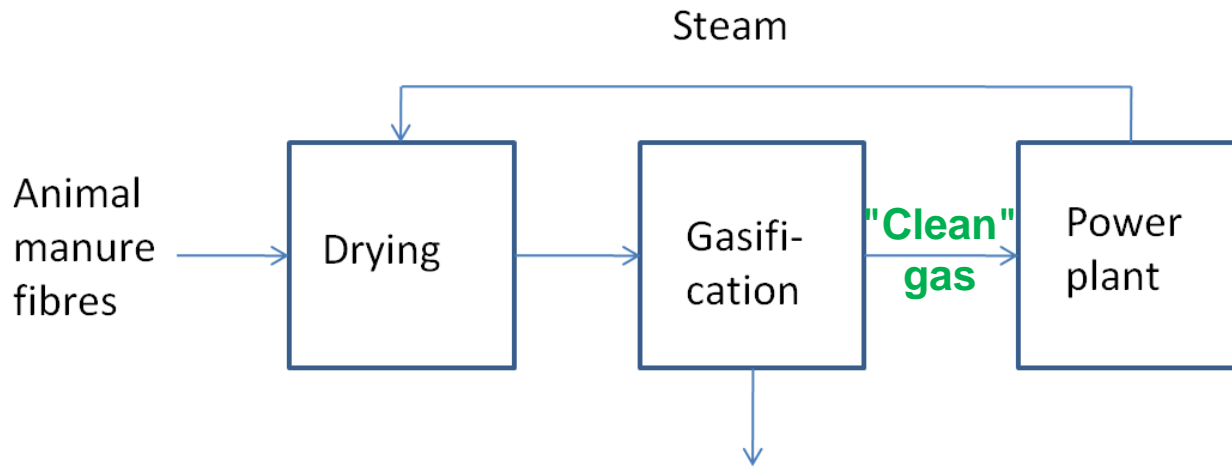 Steam
Animal
manure
fibres
Drying
Gasifi-
cation
"Clean"
gas
Power
plant